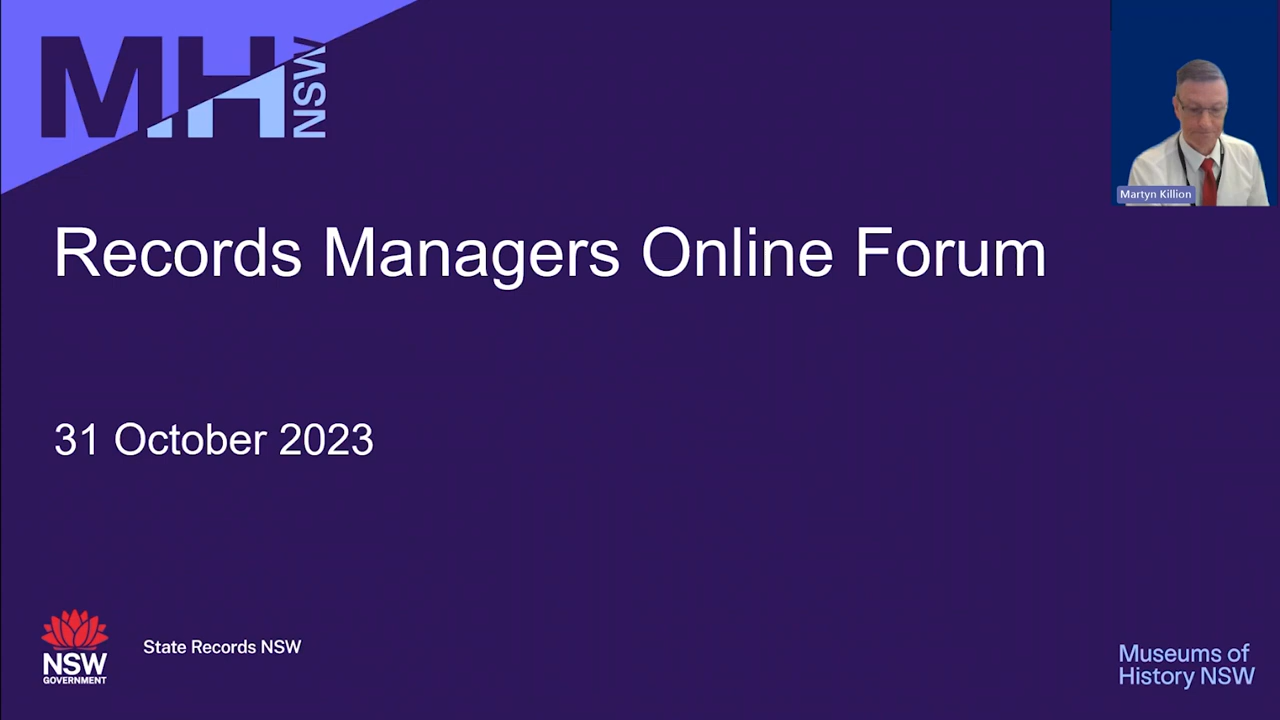 MH NSW
Martyn Killion
Records Managers Online Forum
31 October 2023
NSW
GOVERNMENT
State Records NSW
Museums of
History NSW